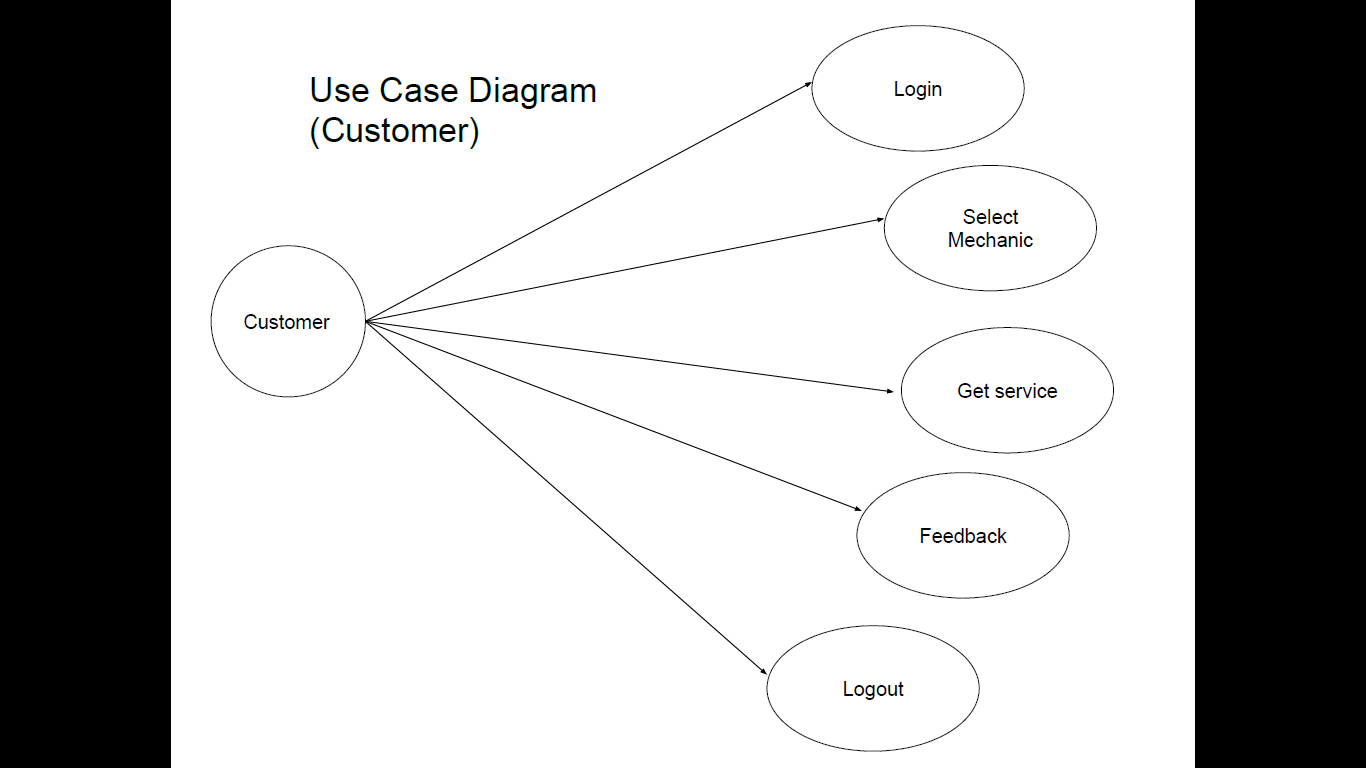 Use Case Diagram
(Customer)
Login
Select
Mechanic
Customer
Get service
Feedback
Logout